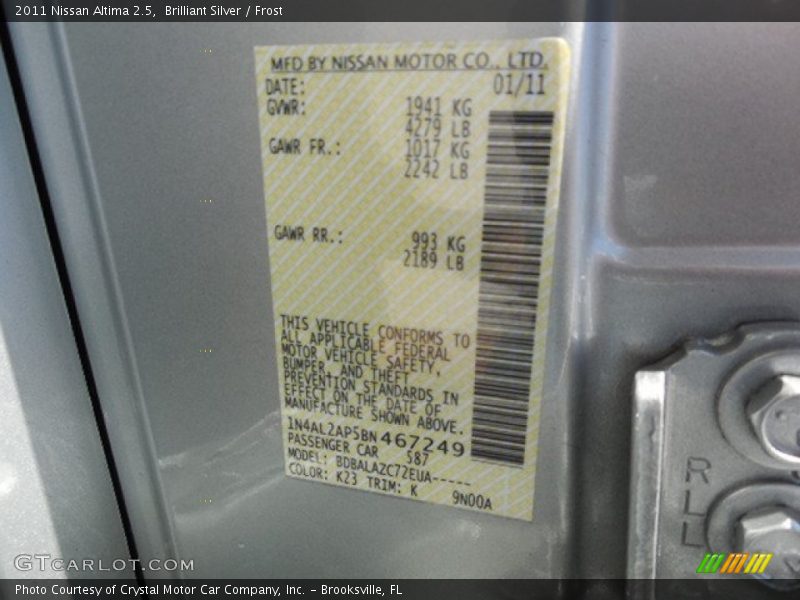 2011 Nissan Altima 2.5,  Brilliant Silver / Frost
MFD BY NISSAN MOTOR CO., LTD.
DATE: 01/11
GVWR: 1941 KG
4279 LB
GAWR FR.: 1017 KG
2242 LB
GAWR RR.: 993 KG
2189 LB
THIS VEHICLE CONFORMS TO
ALL APPLICABLE FEDERAL
MOTOR VEHICLE SAFETY,
BUMPER, AND THEFT
PREVENTION STANDARDS IN
EFFECT ON THE DATE OF
MANUFACTURE SHOWN ABOVE.
1N4AL2AP5BN467249
PASSENGER CAR 587
MODEL: BDBALAZC72EUA-----
COLOR: K23 TRIM: K 9N00A
RLL
GTCARLOT.COM
Photo Courtesy of Crystal Motor Car Company, Inc. – Brooksville, FL